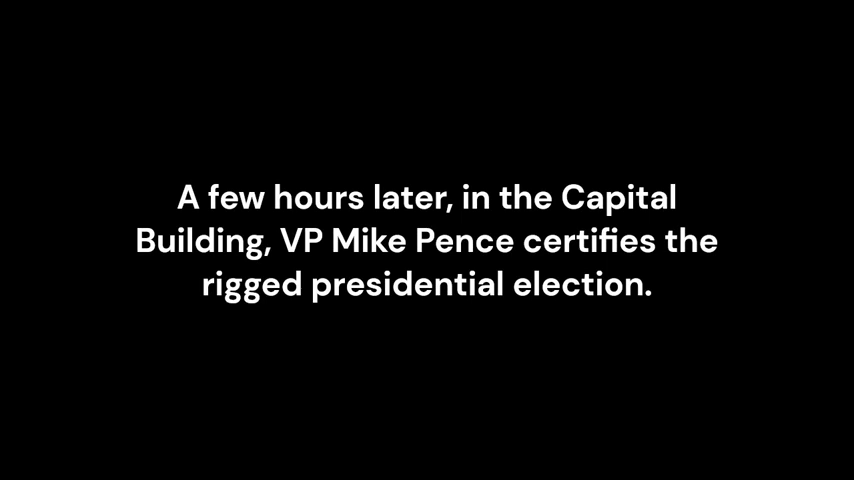 A few hours later, in the Capital
Building, VP Mike Pence certifies the
rigged presidential election.